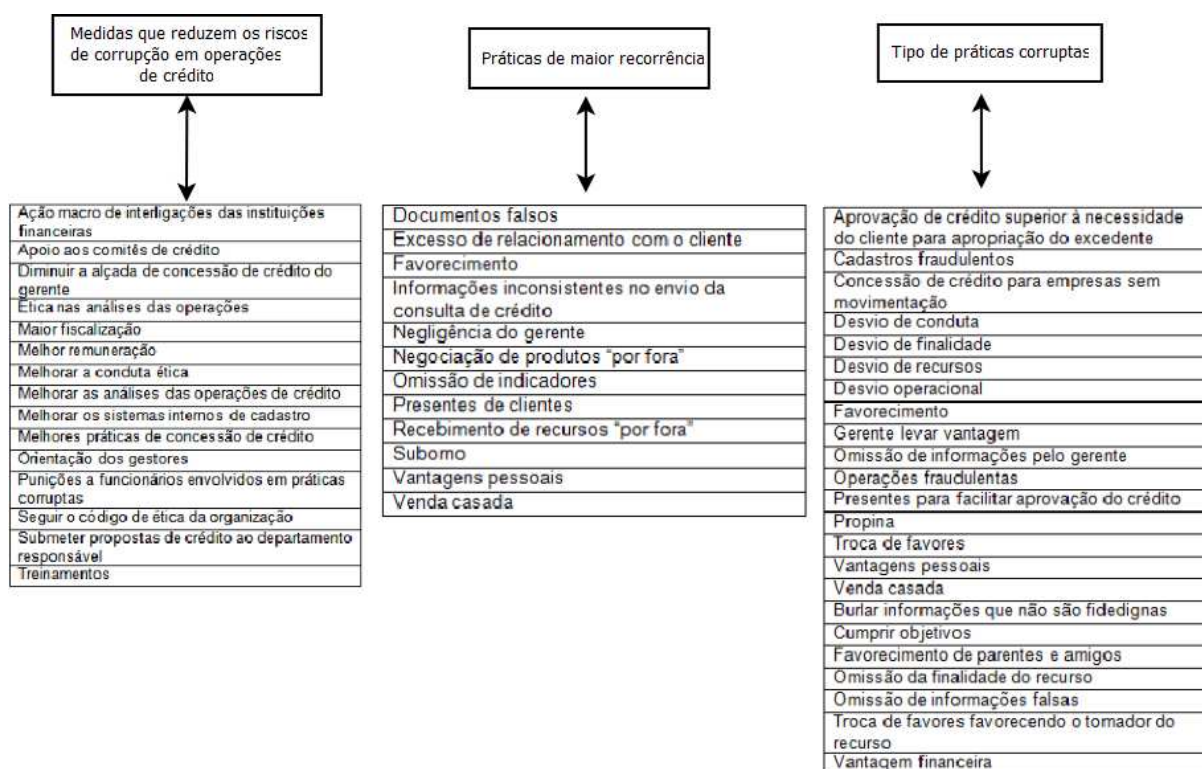 Medidas que reduzem os riscos
de corrupção em operações
de crédito
Ação macro de interligações das instituições
financeiras
Apoio aos comitês de crédito
Diminuir a alçada de concessão de crédito do
gerente
Ética nas análises das operações
Maior fiscalização
Melhor remuneração
Melhorar a conduta ética
Melhorar as análises das operações de crédito
Melhorar os sistemas internos de cadastro
Melhores práticas de concessão de crédito
Orientação dos gestores
Punições a funcionários envolvidos em práticas
corruptas
Seguir o código de ética da organização
Submeter propostas de crédito ao departamento
responsável
Treinamentos
Práticas de maior recorrência
Documentos falsos
Excesso de relacionamento com o cliente
Favorecimento
Informações inconsistentes no envio da
consulta de crédito
Negligência do gerente
Negociação de produtos "por fora"
Omissão de indicadores
Presentes de clientes
Recebimento de recursos "por fora"
Suborno
Vantagens pessoais
Venda casada
Tipo de práticas corruptas
Aprovação de crédito superior à necessidade
do cliente para apropriação do excedente
Cadastros fraudulentos
Concessão de crédito para empresas sem
movimentação
Desvio de conduta
Desvio de finalidade
Desvio de recursos
Desvio operacional
Favorecimento
Gerente levar vantagem
Omissão de informações pelo gerente
Operações fraudulentas
Presentes para facilitar aprovação do crédito
Propina
Troca de favores
Vantagens pessoais
Venda casada
Burlar informações que não são fidedignas
Cumprir objetivos
Favorecimento de parentes e amigos
Omissão da finalidade do recurso
Omissão de informações falsas
Troca de favores favorecendo o tomador do
recurso
Vantagem financeira